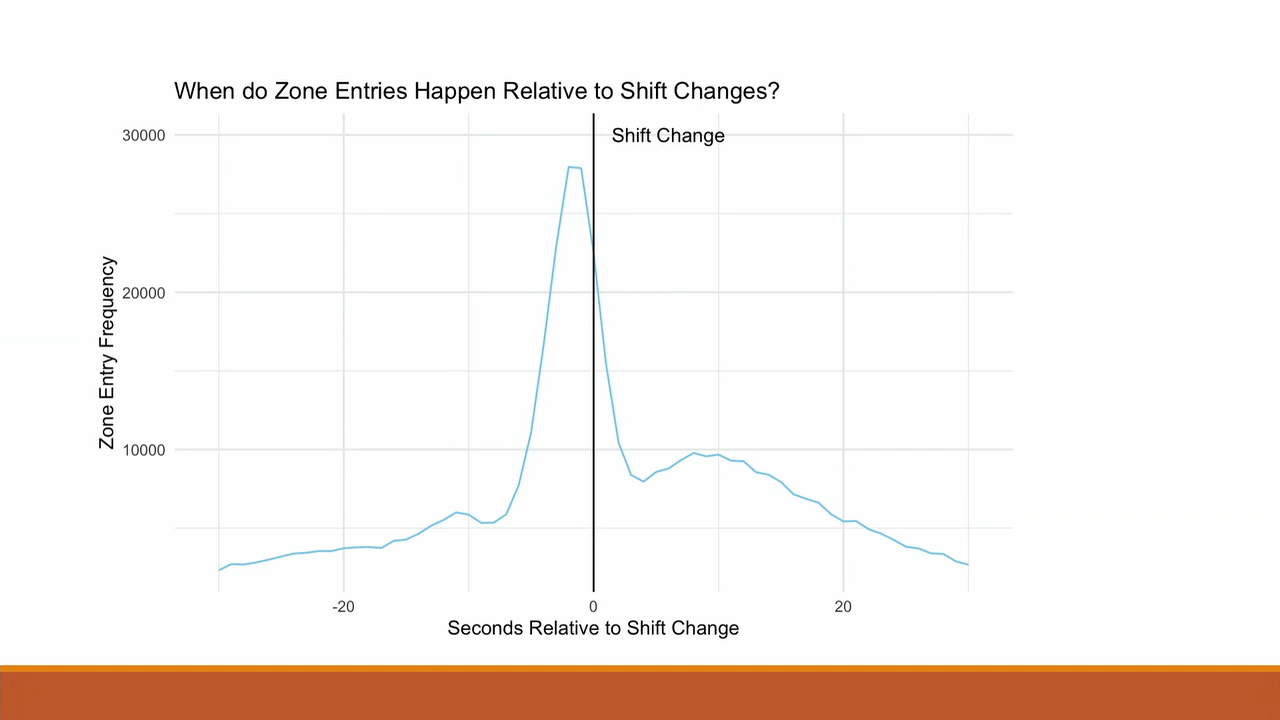 When do Zone Entries Happen Relative to Shift Changes?
30000
Shift Change
Zone Entry Frequency
20000
10000
-20
0
20
Seconds Relative to Shift Change